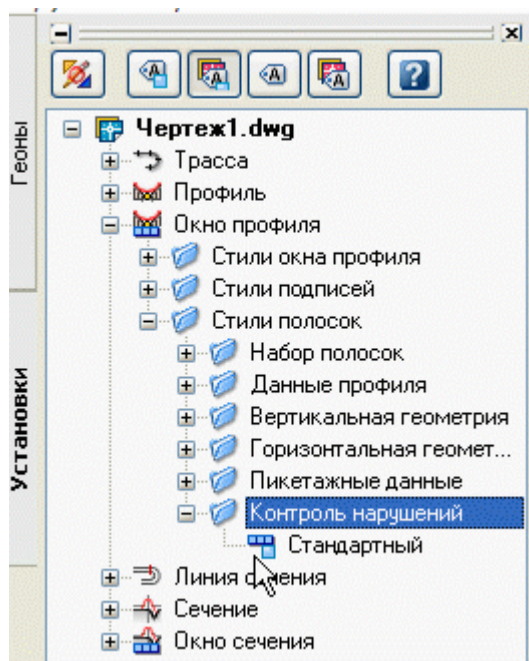 Геоны
Установки
Чертеж1.dwg
Трасса
Профиль
Окно профиля
Стили окна профиля
Стили подписей
Стили полосок
Набор полосок
Данные профиля
Вертикальная геометрия
Горизонтальная геомет...
Пикетажные данные
Контроль нарушений
Стандартный
Линия сечения
Сечение
Окно сечения